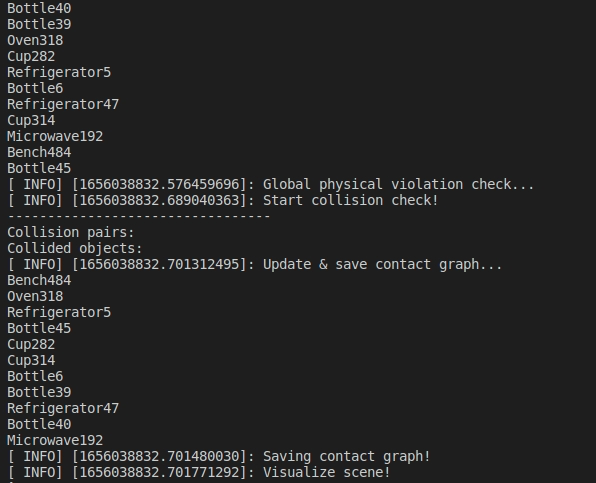 Bottle40
Bottle39
Oven318
Cup282
Refrigerator5
Bottle6
Refrigerator47
Cup314
Microwave192
Bench484
Bottle45
[ INFO] [1656038832.576459696]: Global physical violation check...
[ INFO] [1656038832.689040363]: Start collision check!
---------------------------------
Collision pairs:
Collided objects:
[ INFO] [1656038832.701312495]: Update & save contact graph...
Bench484
Oven318
Refrigerator5
Bottle45
Cup282
Cup314
Bottle6
Bottle39
Refrigerator47
Bottle40
Microwave192
[ INFO] [1656038832.701480030]: Saving contact graph!
[ INFO] [1656038832.701771292]: Visualize scene!